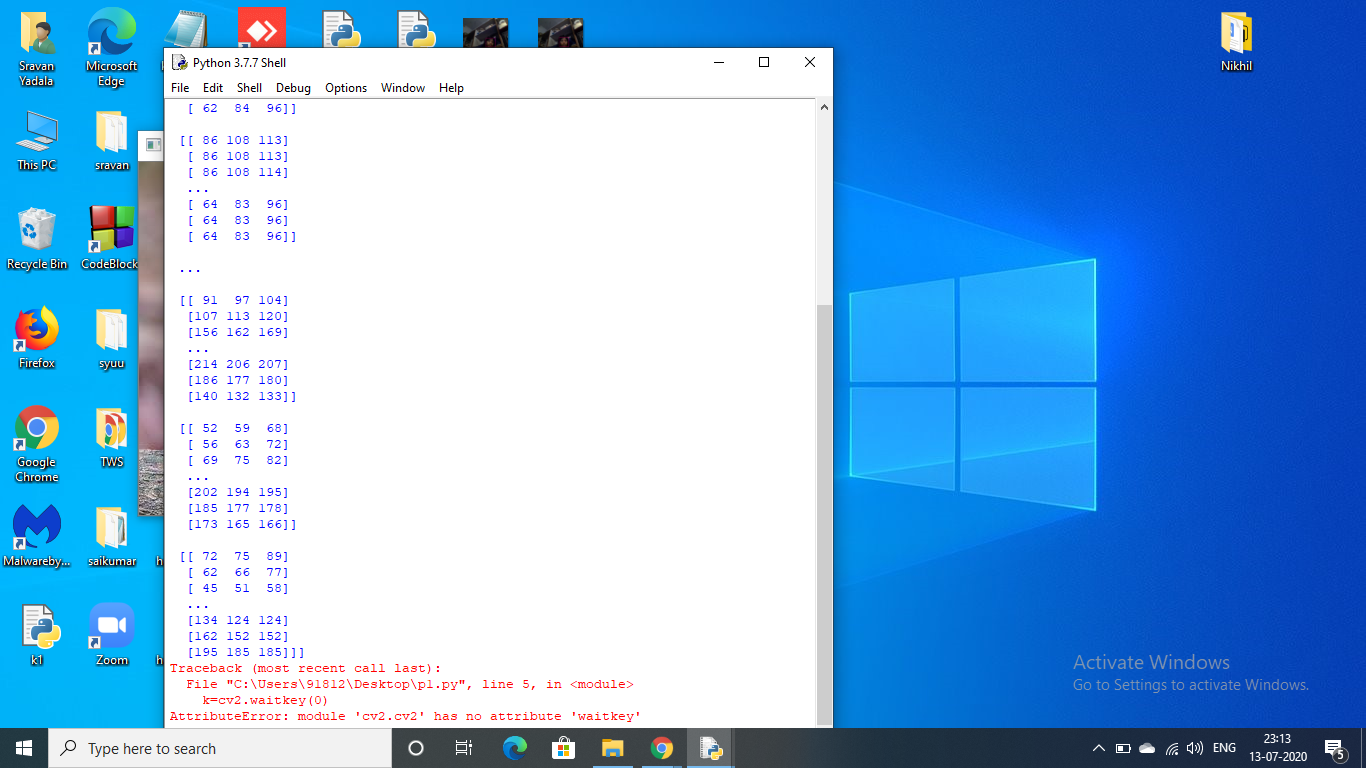 Sravan
Yadala
Microsoft
Edge
Nikhil
Python 3.7.7 Shell
File Edit Shell Debug Options Window Help
[ 62 84 96]]
[[ 86 108 113]
[ 86 108 113]
[ 86 108 114]
...
[ 64 83 96]
[ 64 83 96]
[ 64 83 96]]
...
[[ 91 97 104]
[107 113 120]
[156 162 169]
...
[214 206 207]
[186 177 180]
[140 132 133]]
[[ 52 59 68]
[ 56 63 72]
[ 69 75 82]
...
[202 194 195]
[185 177 178]
[173 165 166]]
[[ 72 75 89]
[ 62 66 77]
[ 45 51 58]
...
[134 124 124]
[162 152 152]
[195 185 185]]]
Traceback (most recent call last):
File "C:\Users\91812\Desktop\p1.py", line 5, in <module>
k=cv2.waitkey(0)
AttributeError: module 'cv2.cv2' has no attribute 'waitkey'
This PC
sravan
Recycle Bin
CodeBlock
Firefox
syuu
Google
Chrome
TWS
Malwareby...
saikumar
k1
Zoom
Activate Windows
Go to Settings to activate Windows.
Type here to search
ENG
23:13
13-07-2020
5